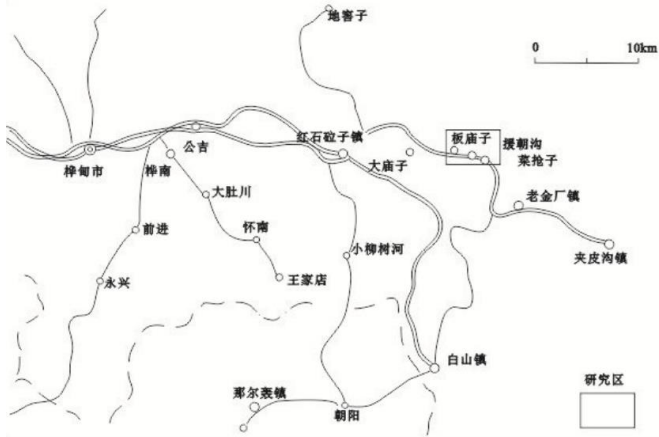 地窖子
0 10km
红石砬子镇
板庙子
援朝沟
公吉
大庙子
菜抢子
桦甸市
桦南
大肚川
老金厂镇
前进
怀南
小柳树河
夹皮沟镇
永兴
王家店
白山镇
研究区
那尔轰镇
朝阳